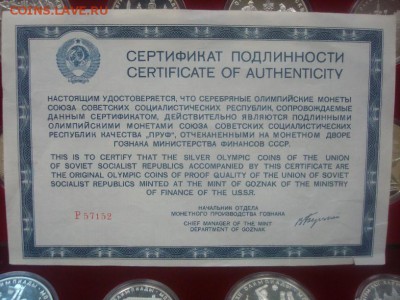 COINS.LAVE.RU
СЕРТИФИКАТ ПОДЛИННОСТИ
CERTIFICATE OF AUTHENTICITY
НАСТОЯЩИМ УДОСТОВЕРЯЕТСЯ, ЧТО СЕРЕБРЯНЫЕ ОЛИМПИЙСКИЕ МОНЕТЫ
СОЮЗА СОВЕТСКИХ СОЦИАЛИСТИЧЕСКИХ РЕСПУБЛИК, СОПРОВОЖДАЕМЫЕ
ДАННЫМ СЕРТИФИКАТОМ, ДЕЙСТВИТЕЛЬНО ЯВЛЯЮТСЯ ПОДЛИННЫМИ
ОЛИМПИЙСКИМИ МОНЕТАМИ СОЮЗА СОВЕТСКИХ СОЦИАЛИСТИЧЕСКИХ
РЕСПУБЛИК КАЧЕСТВА „ПРУФ", ОТЧЕКАНЕННЫМИ НА МОНЕТНОМ ДВОРЕ
ГОЗНАКА МИНИСТЕРСТВА ФИНАНСОВ СССР.
THIS IS TO CERTIFY THAT THE SILVER OLYMPIC COINS OF THE UNION
OF SOVIET SOCIALIST REPUBLICS ACCOMPANIED BY THIS CERTIFICATE ARE
THE ORIGINAL OLYMPIC COINS OF PROOF QUALITY OF THE UNION OF SOVIET
SOCIALIST REPUBLICS MINTED AT THE MINT OF GOZNAK OF THE MINISTRY
OF FINANCE OF THE U.S.S.R.
НАЧАЛЬНИК ОТДЕЛА
МОНЕТНОГО ПРОИЗВОДСТВА ГОЗНАКА
P 57152
CHIEF MANAGER OF THE MINT
DEPARTMENT OF GOZNAK